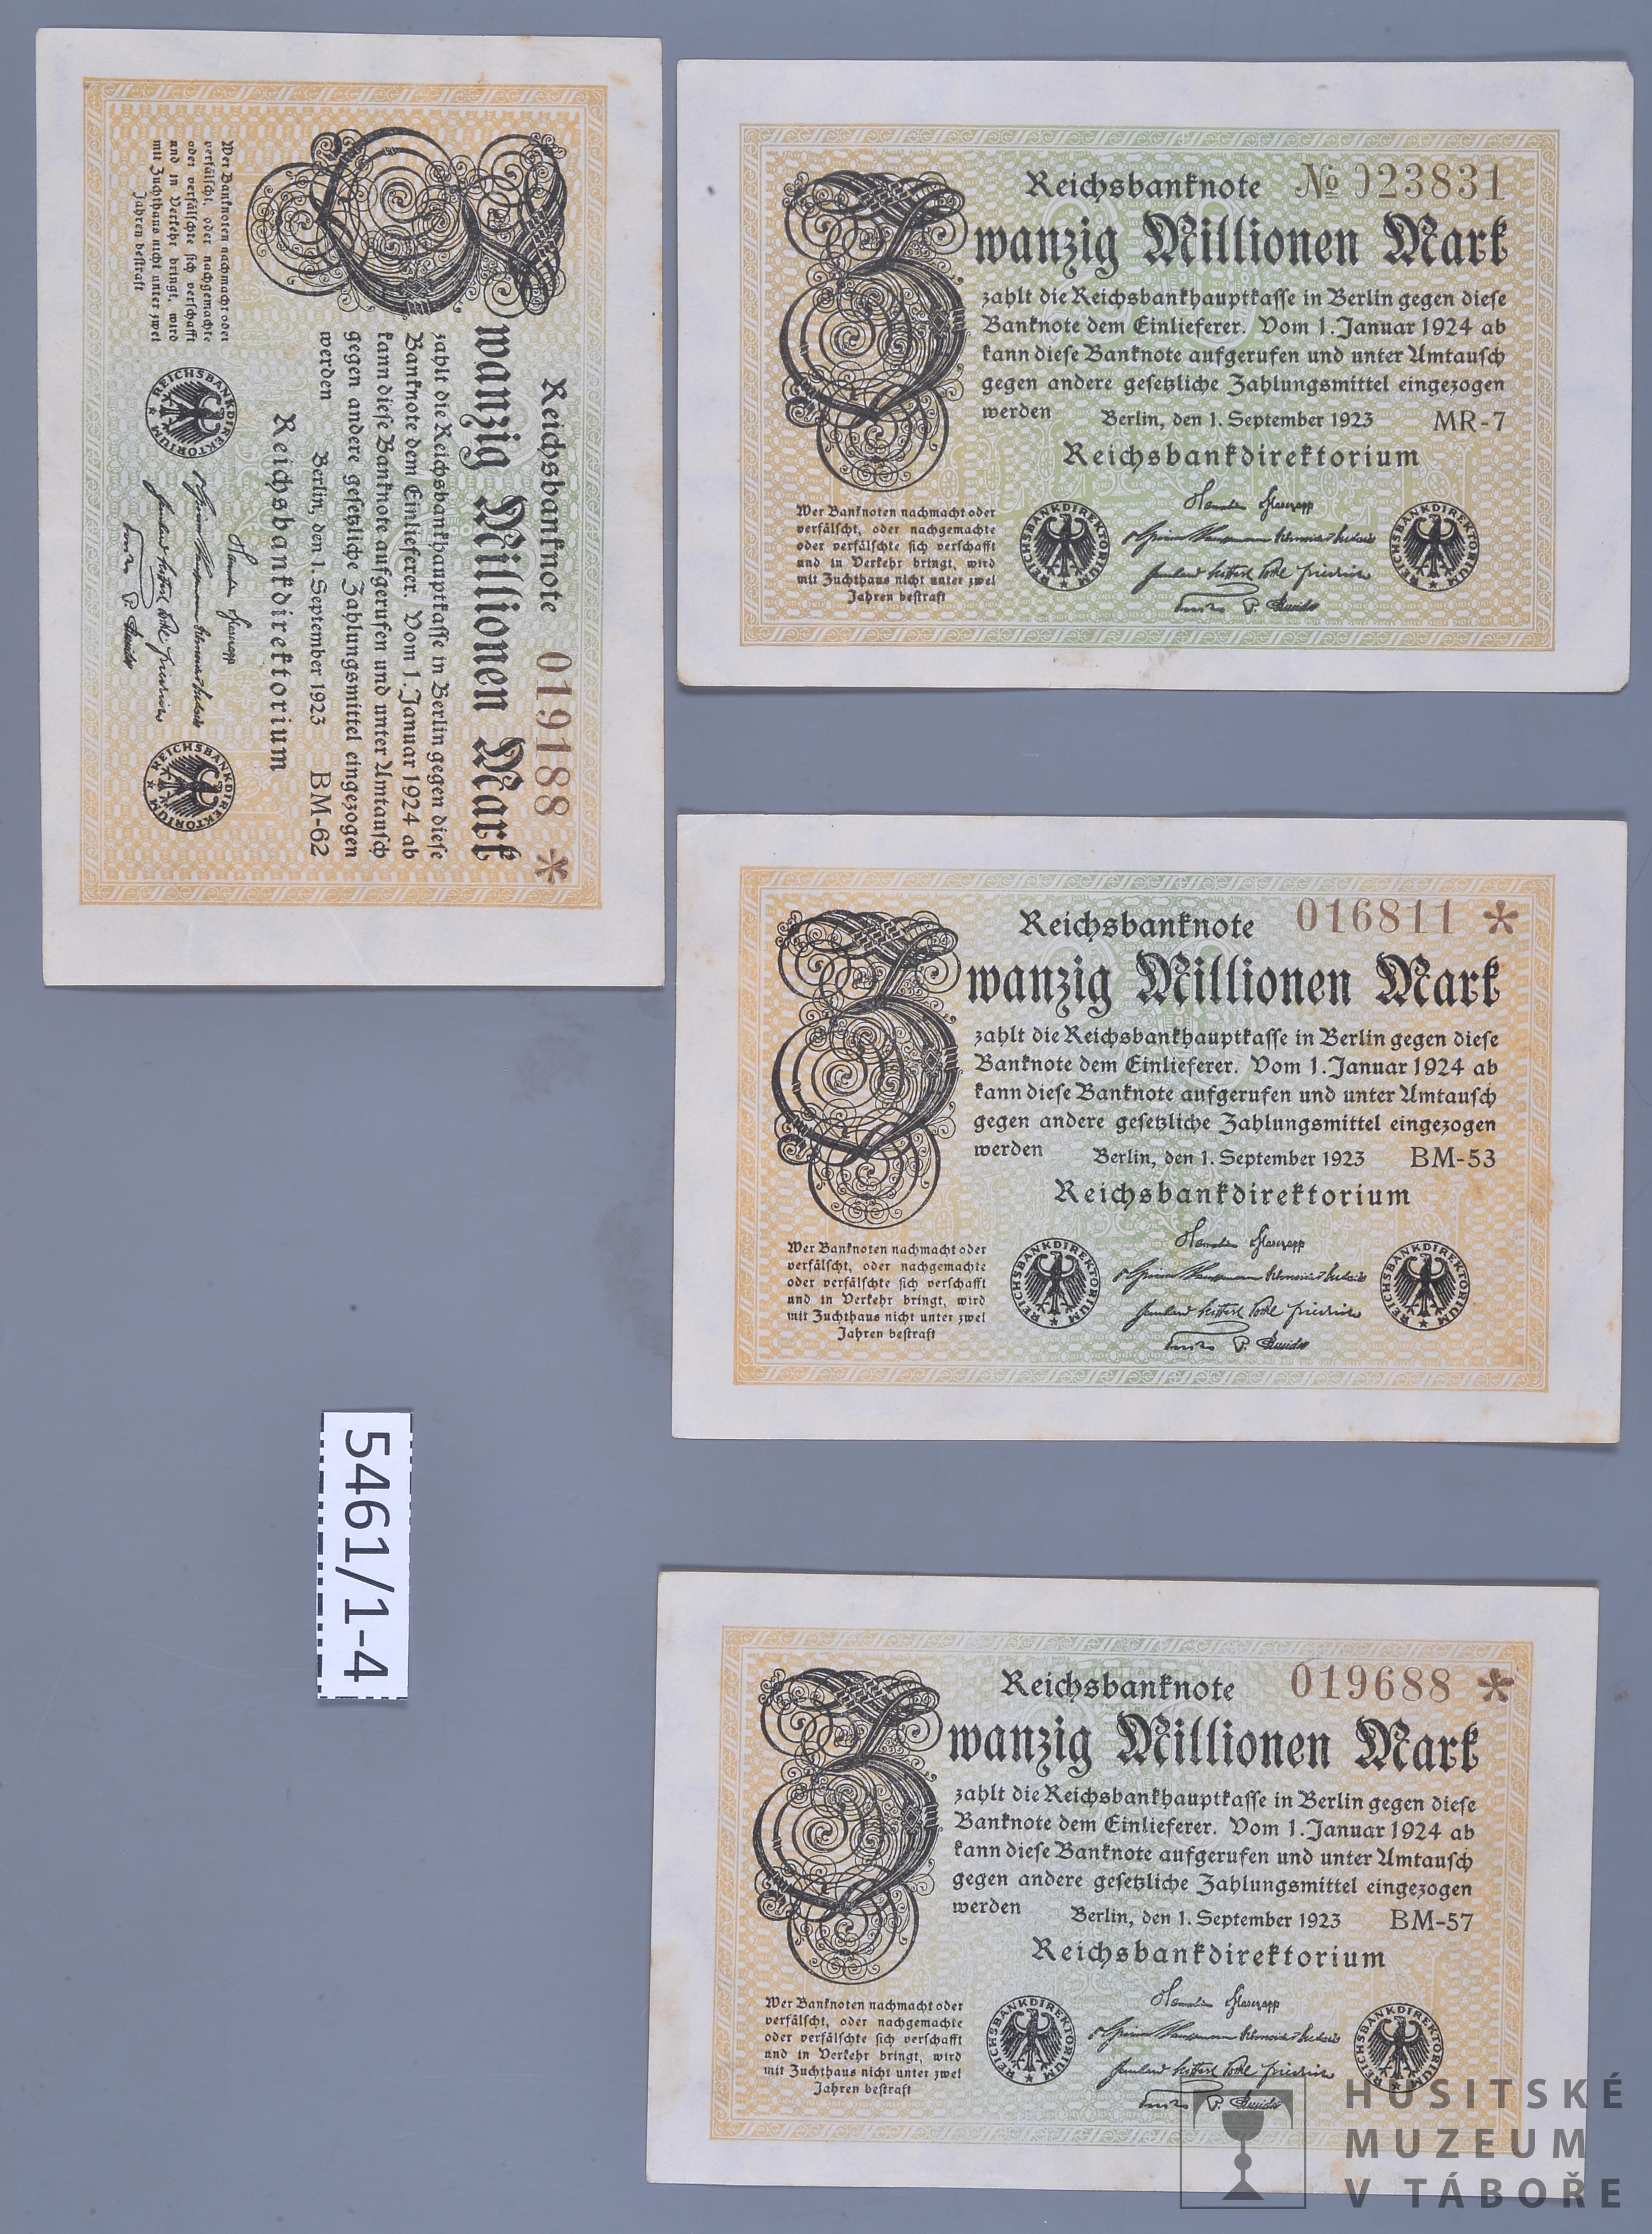 Reichsbanknote 019188 *
Zwanzig Millionen Mark
zahlt die Reichsbankhauptkasse in Berlin gegen diese
Banknote dem Einlieferer. Vom 1. Januar 1924 ab
kann diese Banknote aufgerufen und unter Umtausch
gegen andere gesetzliche Zahlungsmittel eingezogen
werden Berlin, den 1. September 1923 BM-62
Reichsbankdirektorium
Wer Banknoten nachmacht oder
verfälscht, oder nachgemachte
oder verfälschte sich verschafft
und in Verkehr bringt, wird
mit Zuchthaus nicht unter zwei
Jahren bestraft
REICHSBANKDIREKTORIUM
REICHSBANKDIREKTORIUM
Reichsbanknote № 023831
Zwanzig Millionen Mark
zahlt die Reichsbankhauptkasse in Berlin gegen diese
Banknote dem Einlieferer. Vom 1. Januar 1924 ab
kann diese Banknote aufgerufen und unter Umtausch
gegen andere gesetzliche Zahlungsmittel eingezogen
werden Berlin, den 1. September 1923 MR-7
Reichsbankdirektorium
Wer Banknoten nachmacht oder
verfälscht, oder nachgemachte
oder verfälschte sich verschafft
und in Verkehr bringt, wird
mit Zuchthaus nicht unter zwei
Jahren bestraft
REICHSBANKDIREKTORIUM
REICHSBANKDIREKTORIUM
Reichsbanknote 016811 *
Zwanzig Millionen Mark
zahlt die Reichsbankhauptkasse in Berlin gegen diese
Banknote dem Einlieferer. Vom 1. Januar 1924 ab
kann diese Banknote aufgerufen und unter Umtausch
gegen andere gesetzliche Zahlungsmittel eingezogen
werden Berlin, den 1. September 1923 BM-53
Reichsbankdirektorium
Wer Banknoten nachmacht oder
verfälscht, oder nachgemachte
oder verfälschte sich verschafft
und in Verkehr bringt, wird
mit Zuchthaus nicht unter zwei
Jahren bestraft
REICHSBANKDIREKTORIUM
REICHSBANKDIREKTORIUM
5461/1-4
Reichsbanknote 019688 *
Zwanzig Millionen Mark
zahlt die Reichsbankhauptkasse in Berlin gegen diese
Banknote dem Einlieferer. Vom 1. Januar 1924 ab
kann diese Banknote aufgerufen und unter Umtausch
gegen andere gesetzliche Zahlungsmittel eingezogen
werden Berlin, den 1. September 1923 BM-57
Reichsbankdirektorium
Wer Banknoten nachmacht oder
verfälscht, oder nachgemachte
oder verfälschte sich verschafft
und in Verkehr bringt, wird
mit Zuchthaus nicht unter zwei
Jahren bestraft
REICHSBANKDIREKTORIUM
REICHSBANKDIREKTORIUM
HUSITSKÉ
MUZEUM
V TÁBOŘE